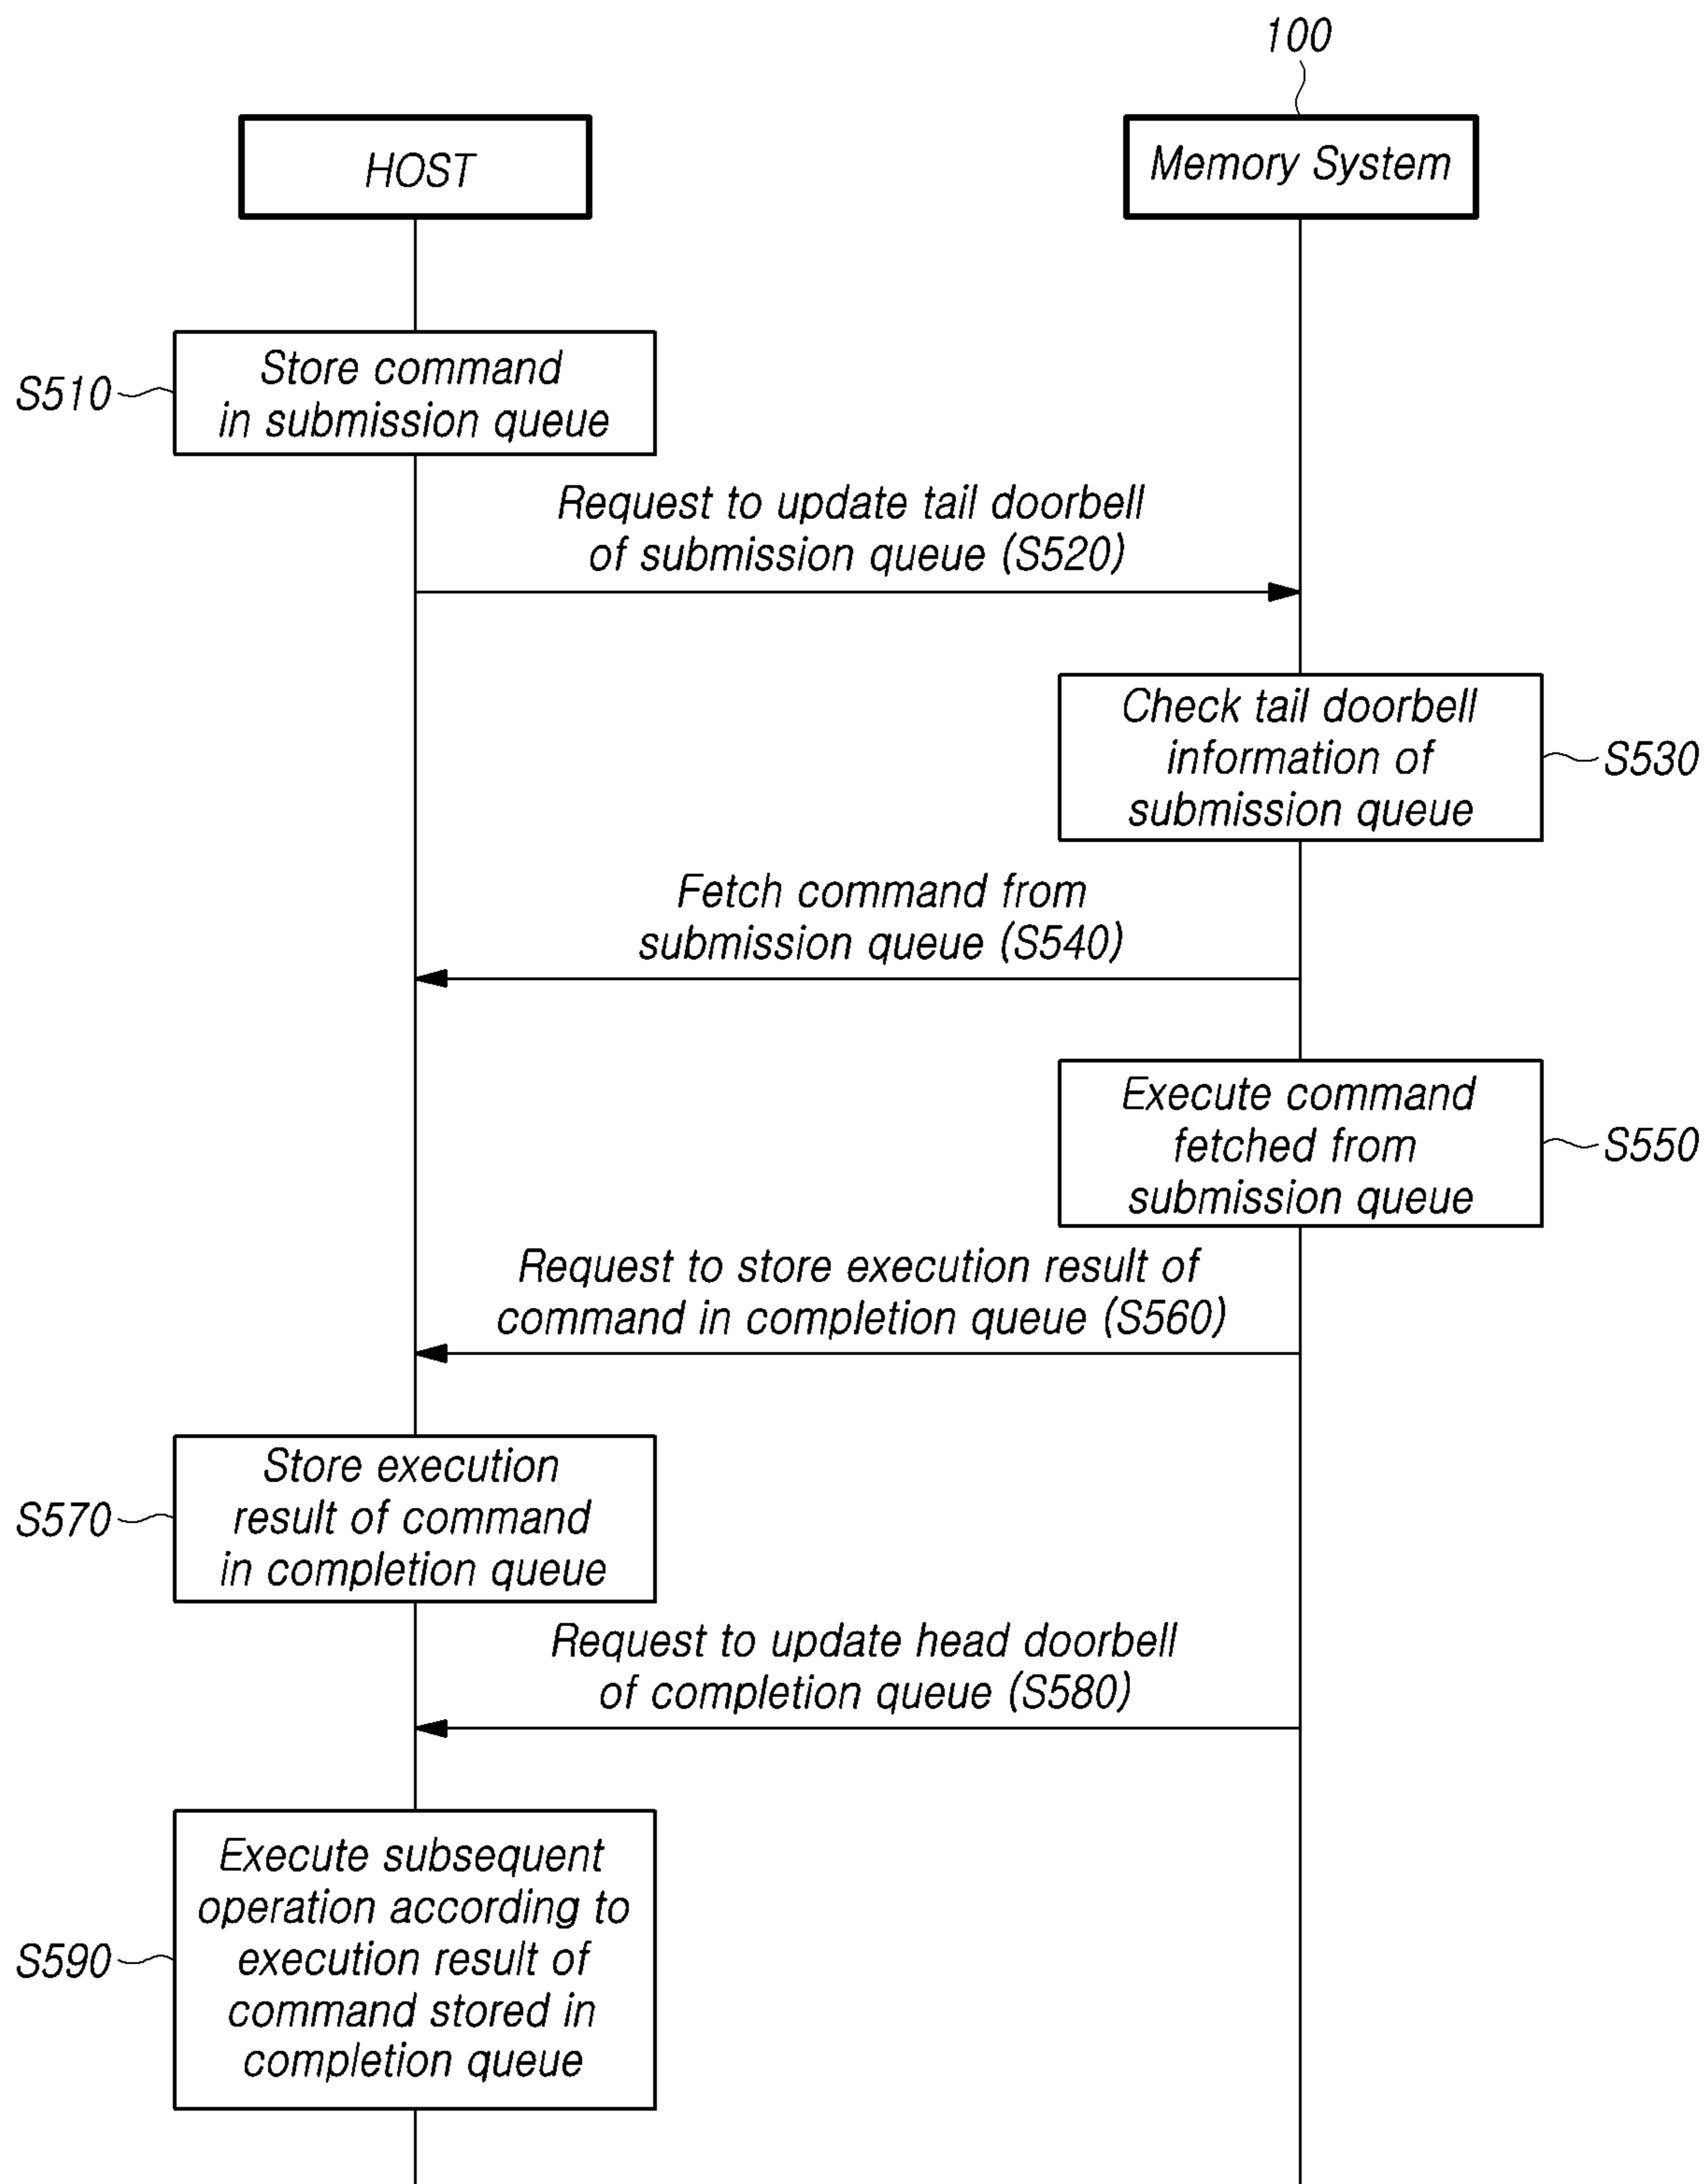 100
HOST
Memory System
S510
Store command
in submission queue
Request to update tail doorbell
of submission queue (S520)
Check tail doorbell
information of
submission queue
S530
Fetch command from
submission queue (S540)
Execute command
fetched from
submission queue
S550
Request to store execution result of
command in completion queue (S560)
S570
Store execution
result of command
in completion queue
Request to update head doorbell
of completion queue (S580)
S590
Execute subsequent
operation according to
execution result of
command stored in
completion queue